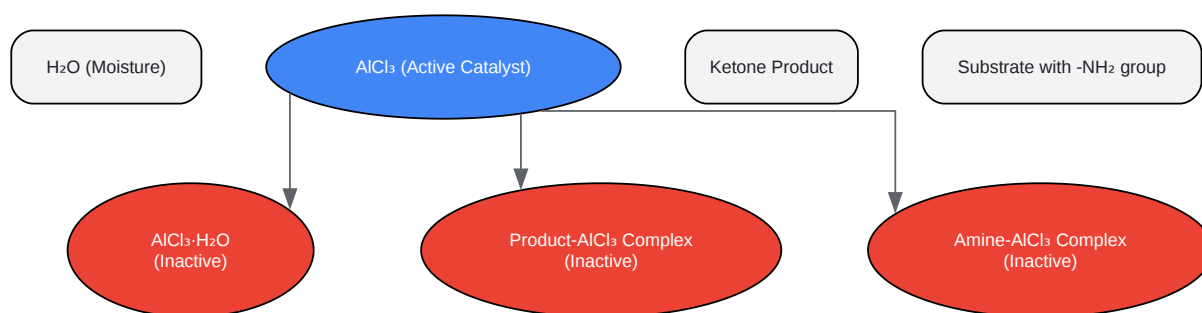 H₂O (Moisture)
AlCl₃ (Active Catalyst)
Ketone Product
Substrate with -NH₂ group
AlCl₃·H₂O
(Inactive)
Product-AlCl₃ Complex
(Inactive)
Amine-AlCl₃ Complex
(Inactive)